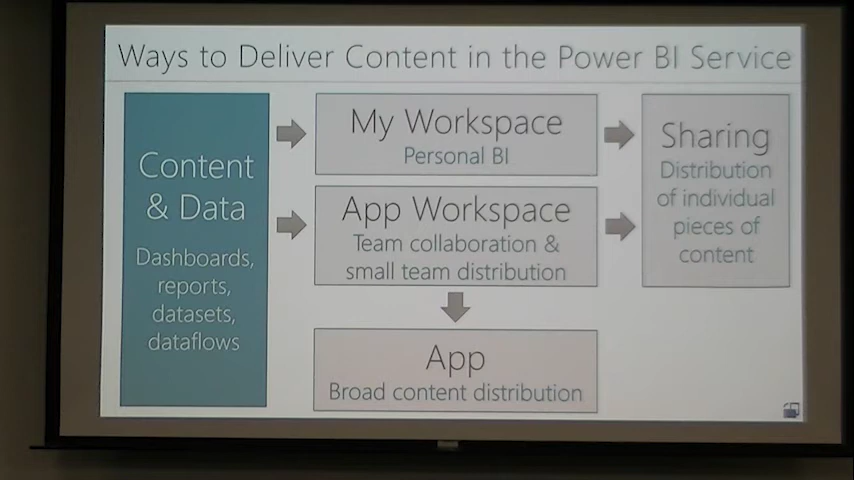 Ways to Deliver Content in the Power BI Service
Content
& Data
Dashboards,
reports,
datasets,
dataflows
My Workspace
Personal BI
App Workspace
Team collaboration &
small team distribution
App
Broad content distribution
Sharing
Distribution
of individual
pieces of
content